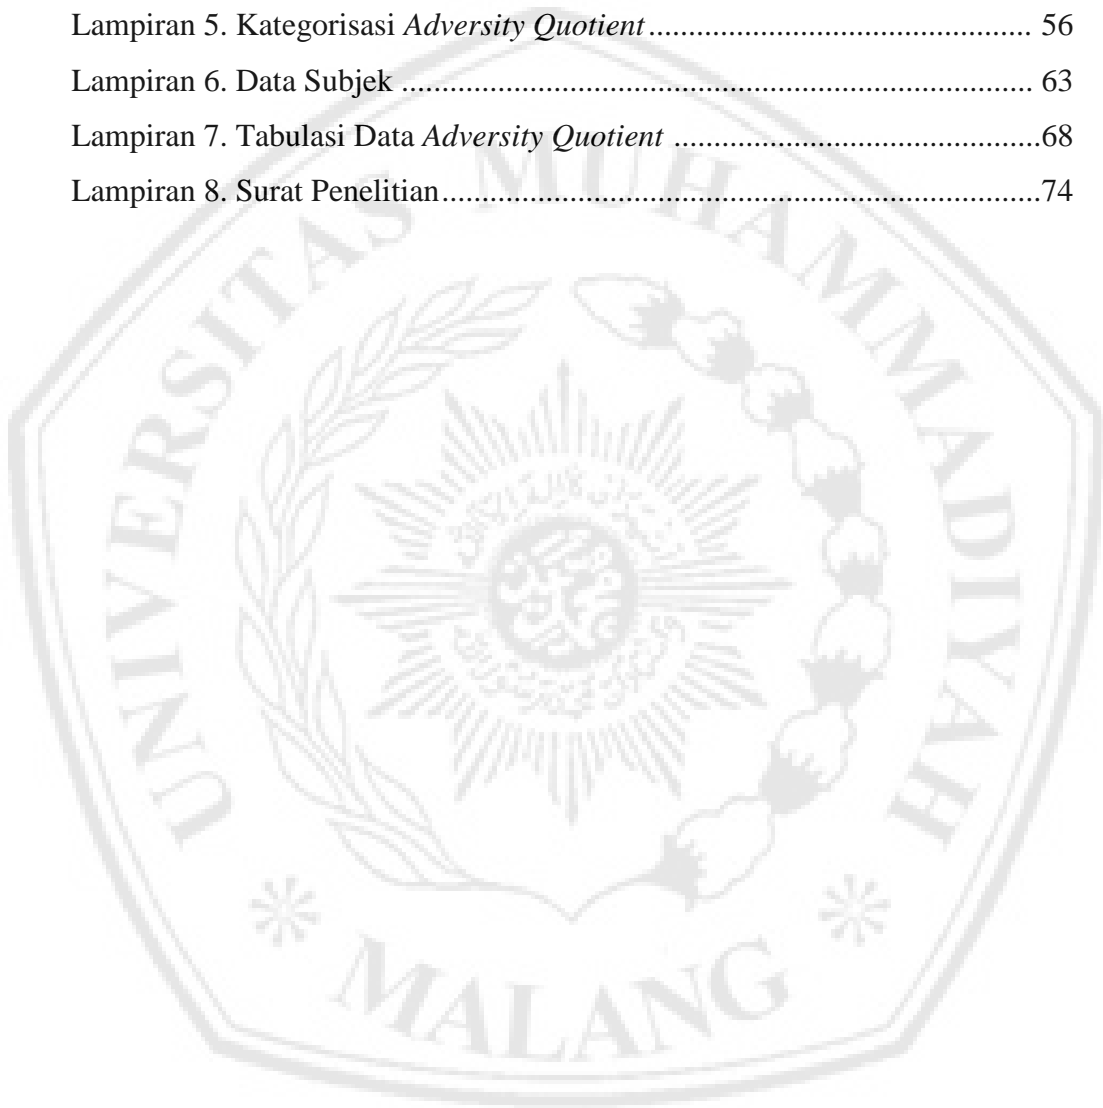 Lampiran 5. Kategorisasi Adversity Quotient ................................................ 56
Lampiran 6. Data Subjek ............................................................................... 63
Lampiran 7. Tabulasi Data Adversity Quotient ..............................................68
Lampiran 8. Surat Penelitian...........................................................................74
UNIVERSITAS MUHAMMADIYAH
MALANG